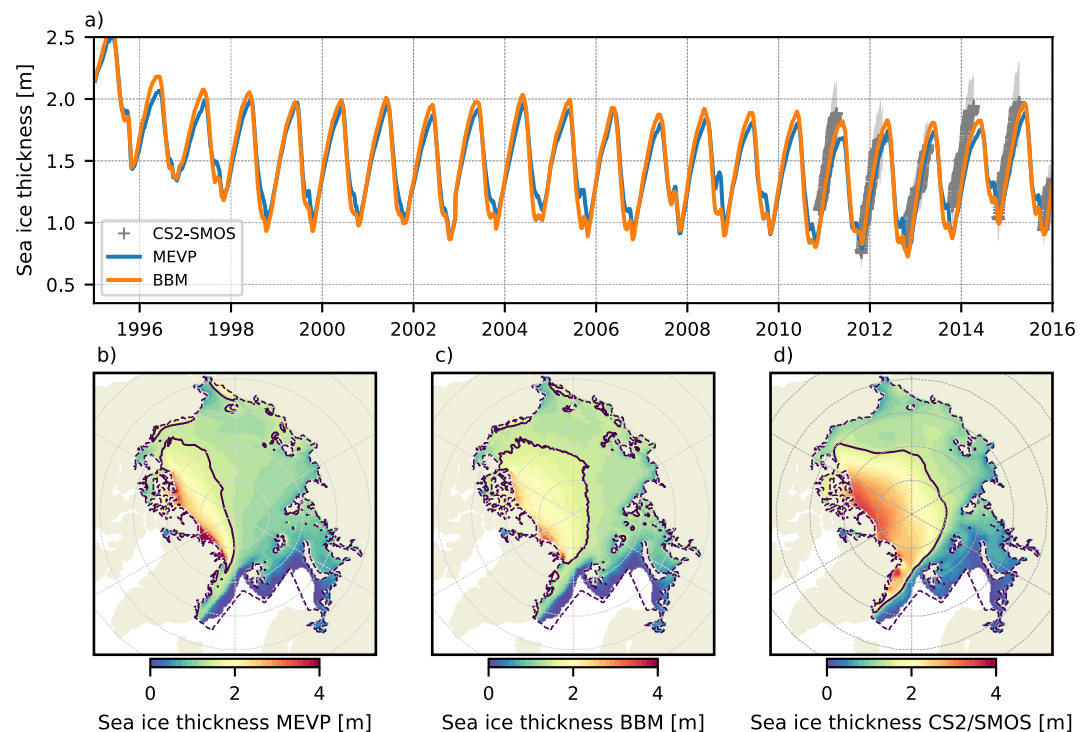 a)
Sea ice thickness [m]
2.5
2.0
1.5
1.0
0.5
CS2-SMOS
MEVP
BBM
1996 1998 2000 2002 2004 2006 2008 2010 2012 2014 2016
b) c) d)
0 2 4 0 2 4 0 2 4
Sea ice thickness MEVP [m] Sea ice thickness BBM [m] Sea ice thickness CS2/SMOS [m]